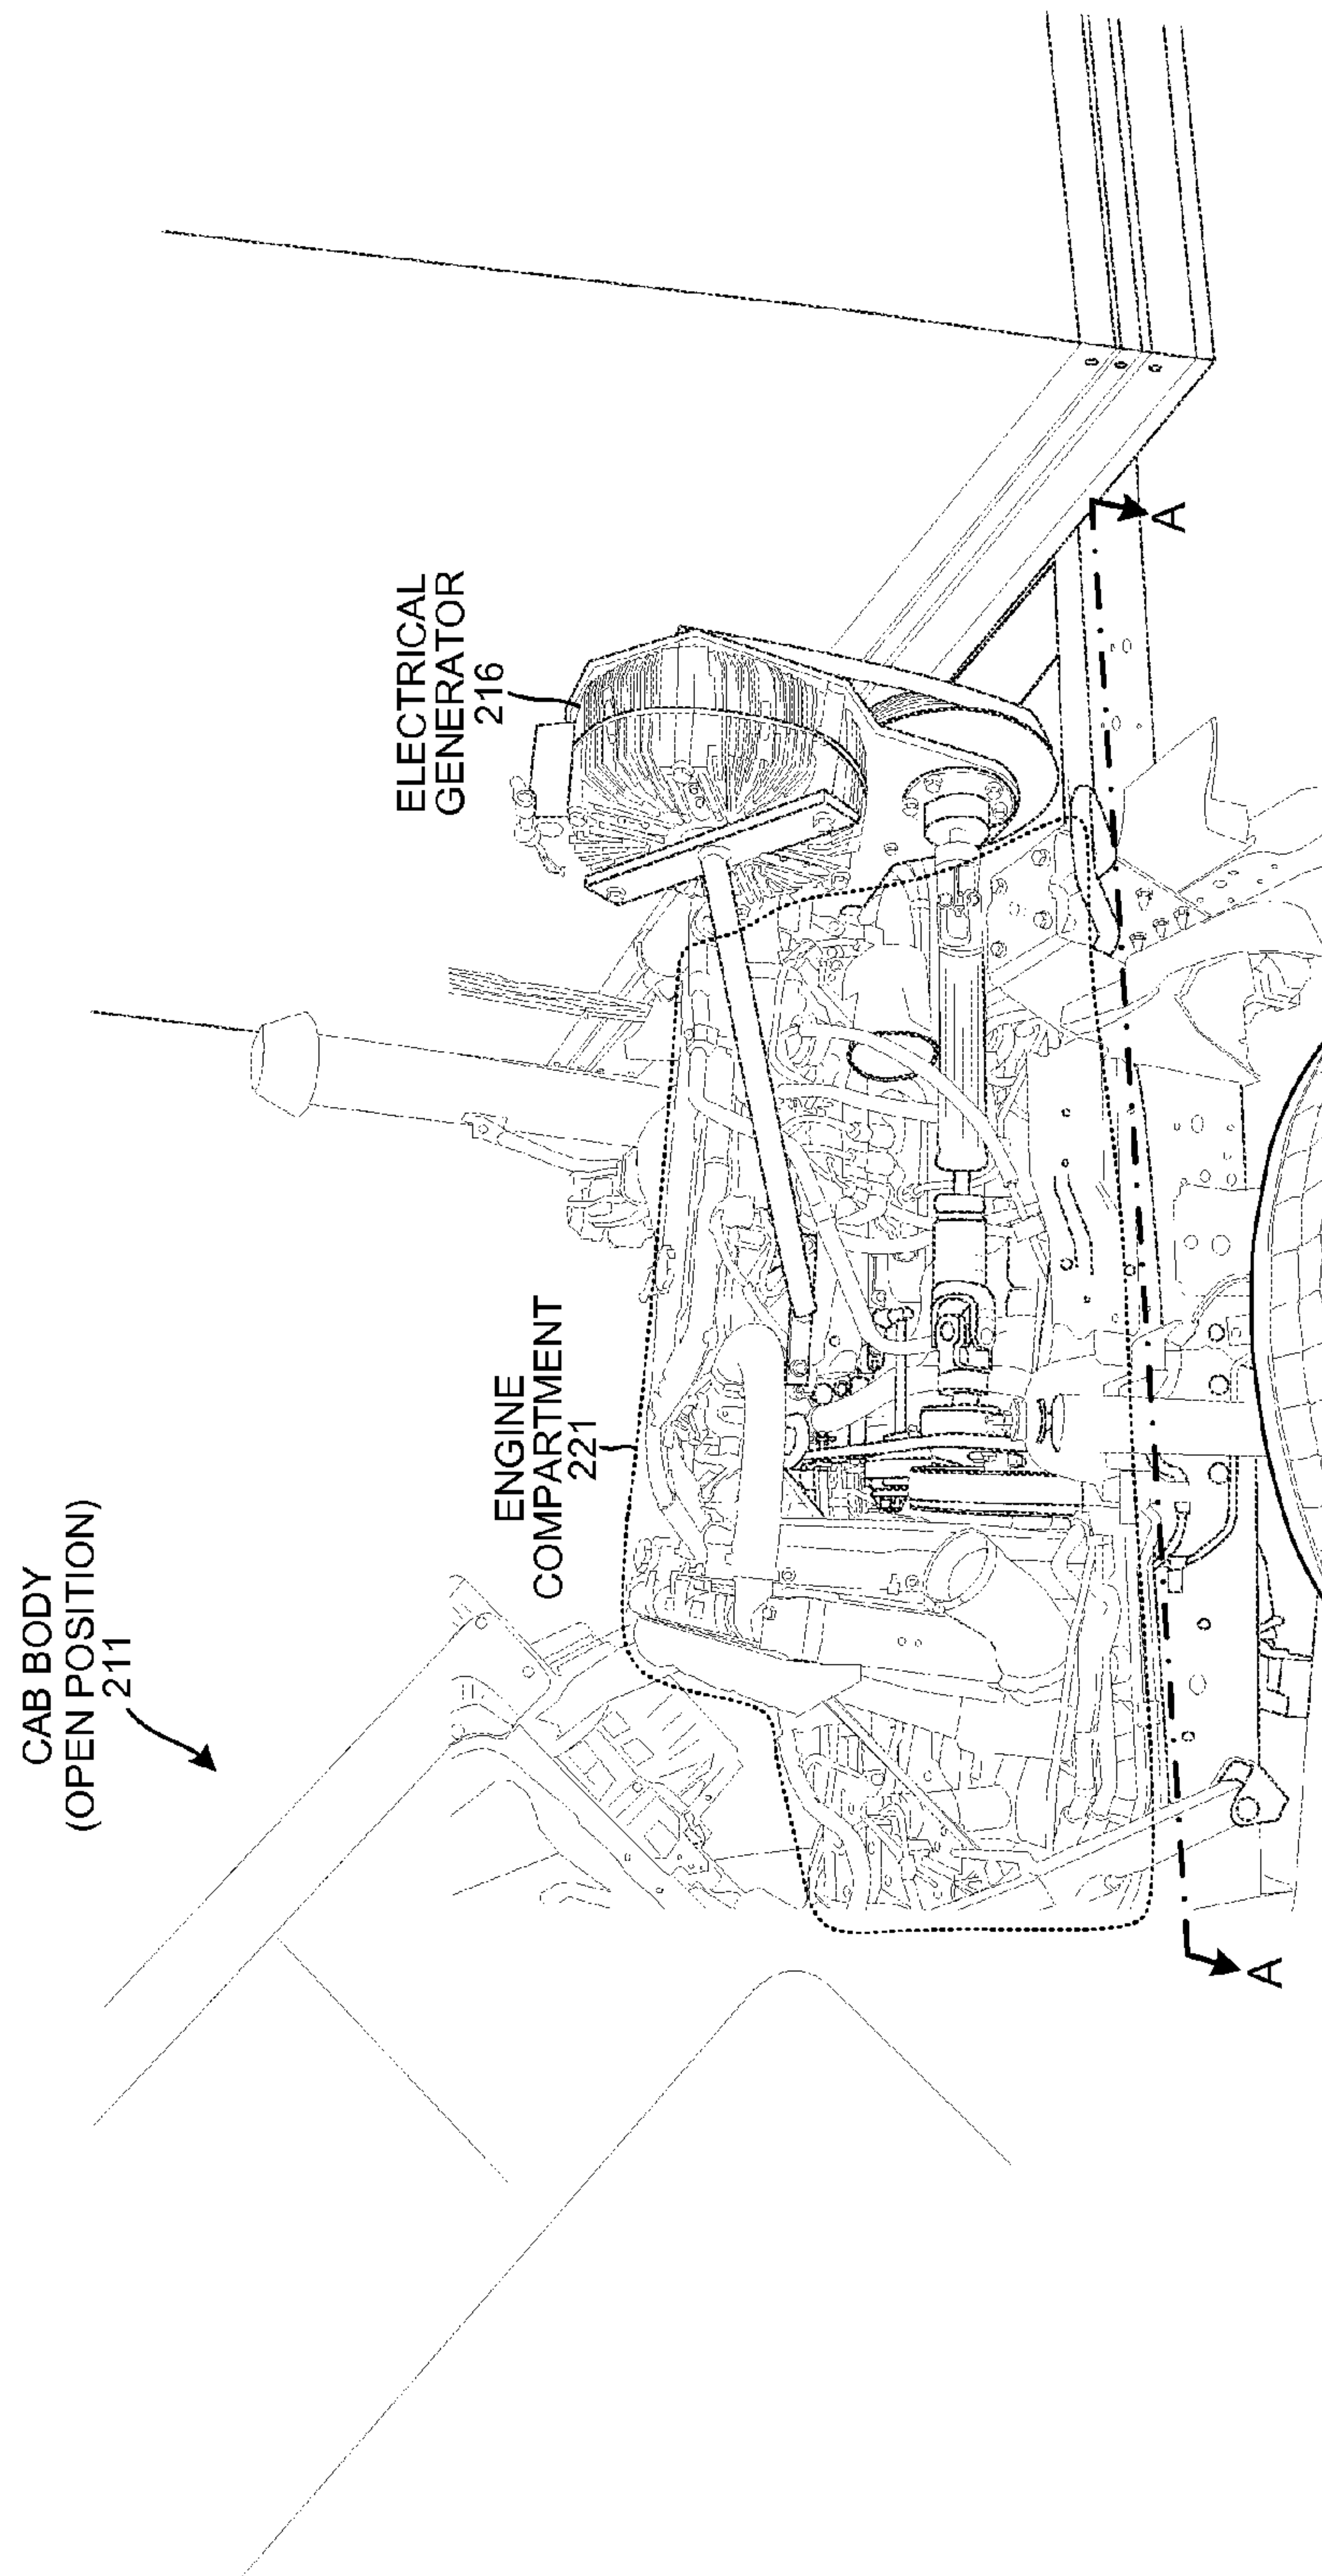 CAB BODY
(OPEN POSITION)
211
ENGINE
COMPARTMENT
221
ELECTRICAL
GENERATOR
216
A
A